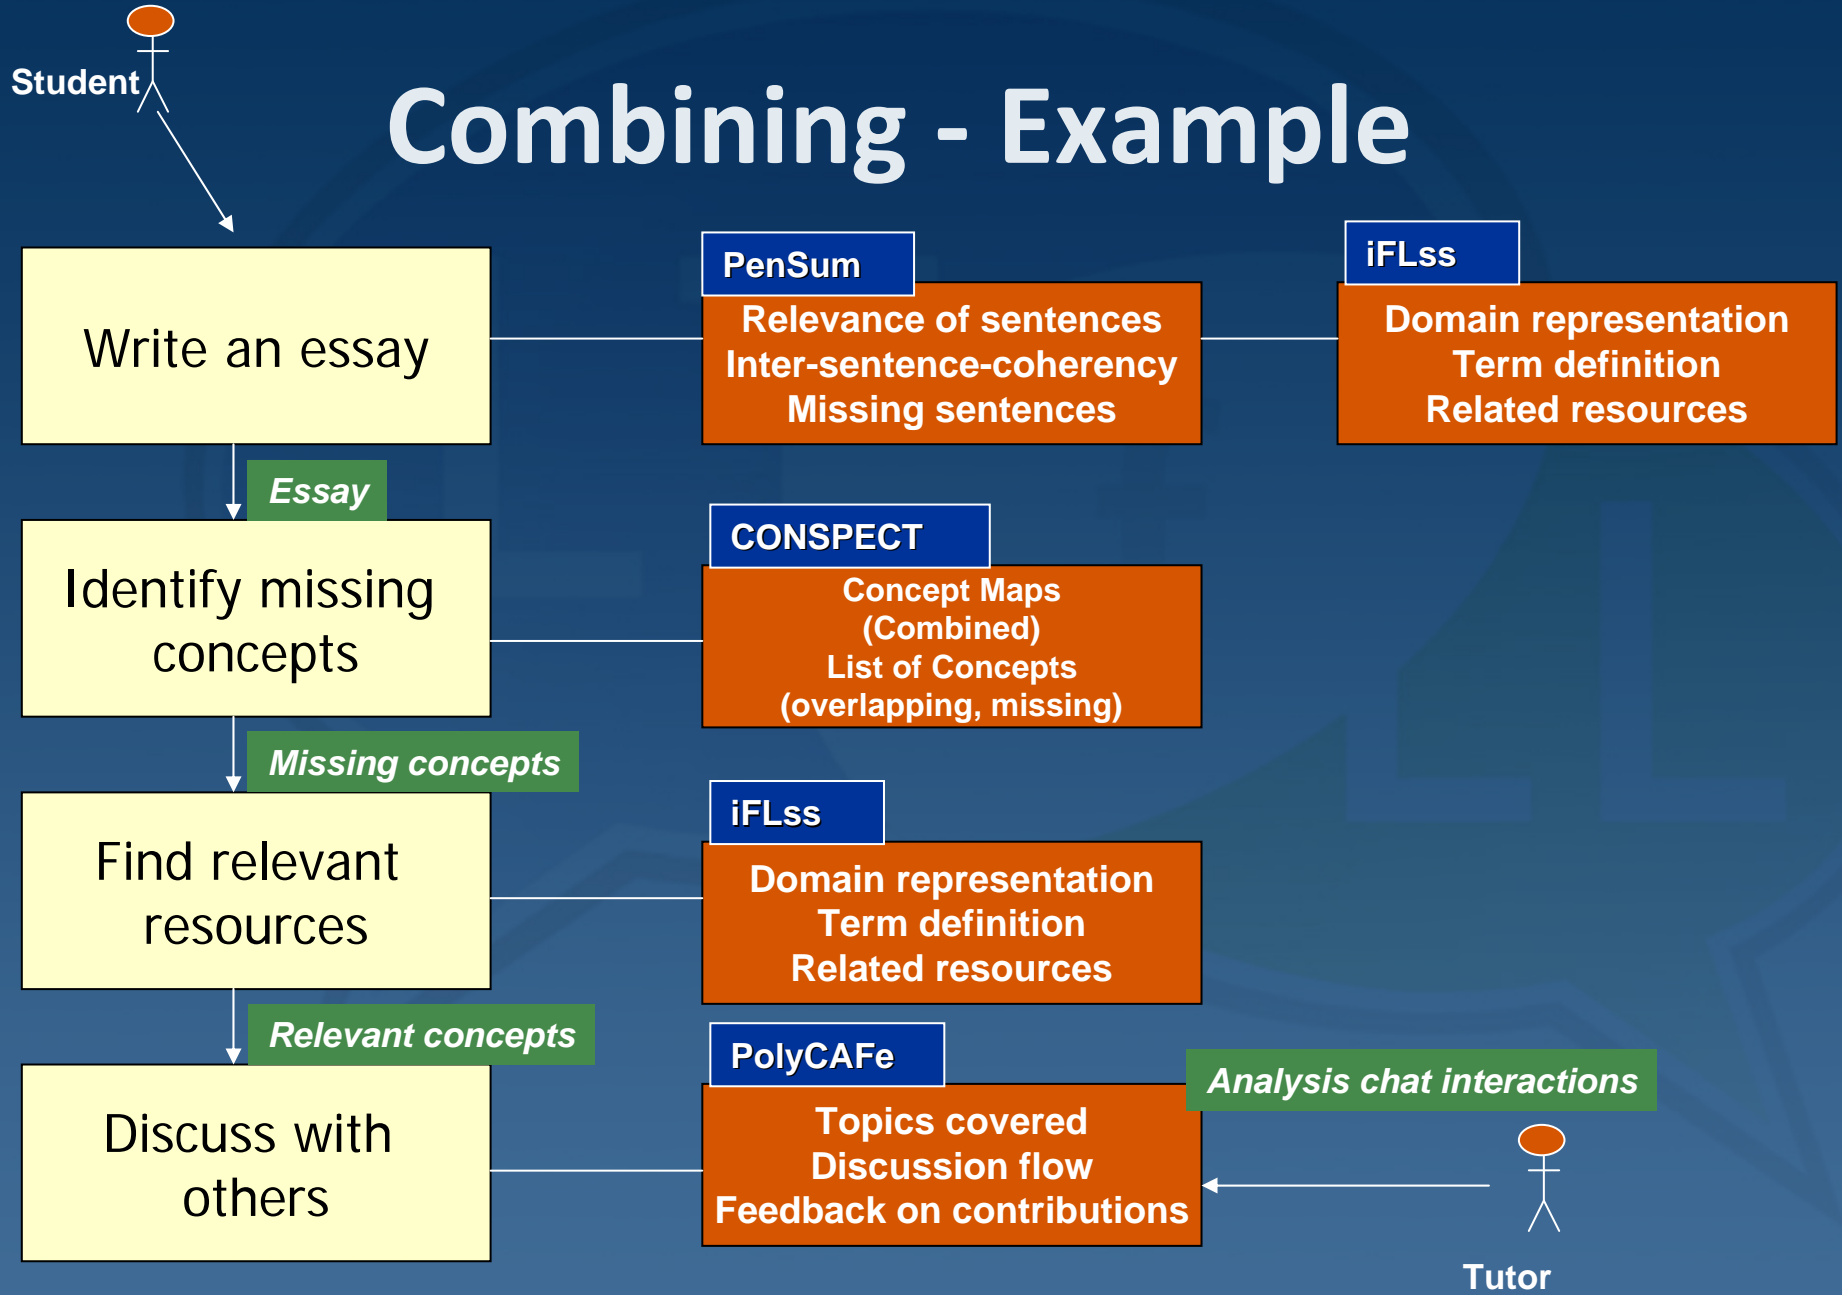 Student
Combining - Example
Write an essay
PenSum
Relevance of sentences
Inter-sentence-coherency
Missing sentences
iFLss
Domain representation
Term definition
Related resources
Essay
Identify missing
concepts
CONSPECT
Concept Maps
(Combined)
List of Concepts
(overlapping, missing)
Missing concepts
Find relevant
resources
iFLss
Domain representation
Term definition
Related resources
Relevant concepts
Discuss with
others
PolyCAFe
Topics covered
Discussion flow
Feedback on contributions
Analysis chat interactions
Tutor